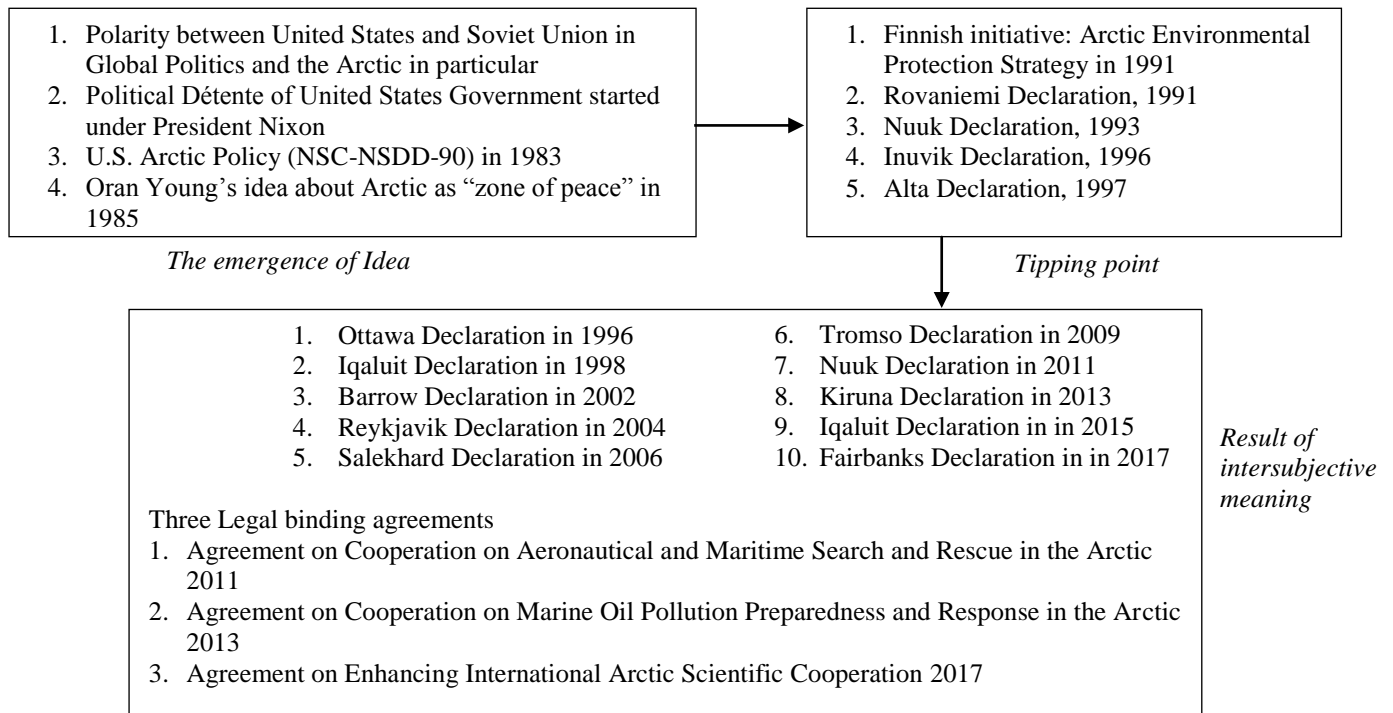 1. Polarity between United States and Soviet Union in
Global Politics and the Arctic in particular
2. Political Détente of United States Government started
under President Nixon
3. U.S. Arctic Policy (NSC-NSDD-90) in 1983
4. Oran Young's idea about Arctic as “zone of peace” in
1985
The emergence of Idea
1. Finnish initiative: Arctic Environmental
Protection Strategy in 1991
2. Rovaniemi Declaration, 1991
3. Nuuk Declaration, 1993
4. Inuvik Declaration, 1996
5. Alta Declaration, 1997
Tipping point
1. Ottawa Declaration in 1996
2. Iqaluit Declaration in 1998
3. Barrow Declaration in 2002
4. Reykjavik Declaration in 2004
5. Salekhard Declaration in 2006
6. Tromso Declaration in 2009
7. Nuuk Declaration in 2011
8. Kiruna Declaration in 2013
9. Iqaluit Declaration in in 2015
10. Fairbanks Declaration in in 2017
Three Legal binding agreements
1. Agreement on Cooperation on Aeronautical and Maritime Search and Rescue in the Arctic
2011
2. Agreement on Cooperation on Marine Oil Pollution Preparedness and Response in the Arctic
2013
3. Agreement on Enhancing International Arctic Scientific Cooperation 2017
Result of
intersubjective
meaning